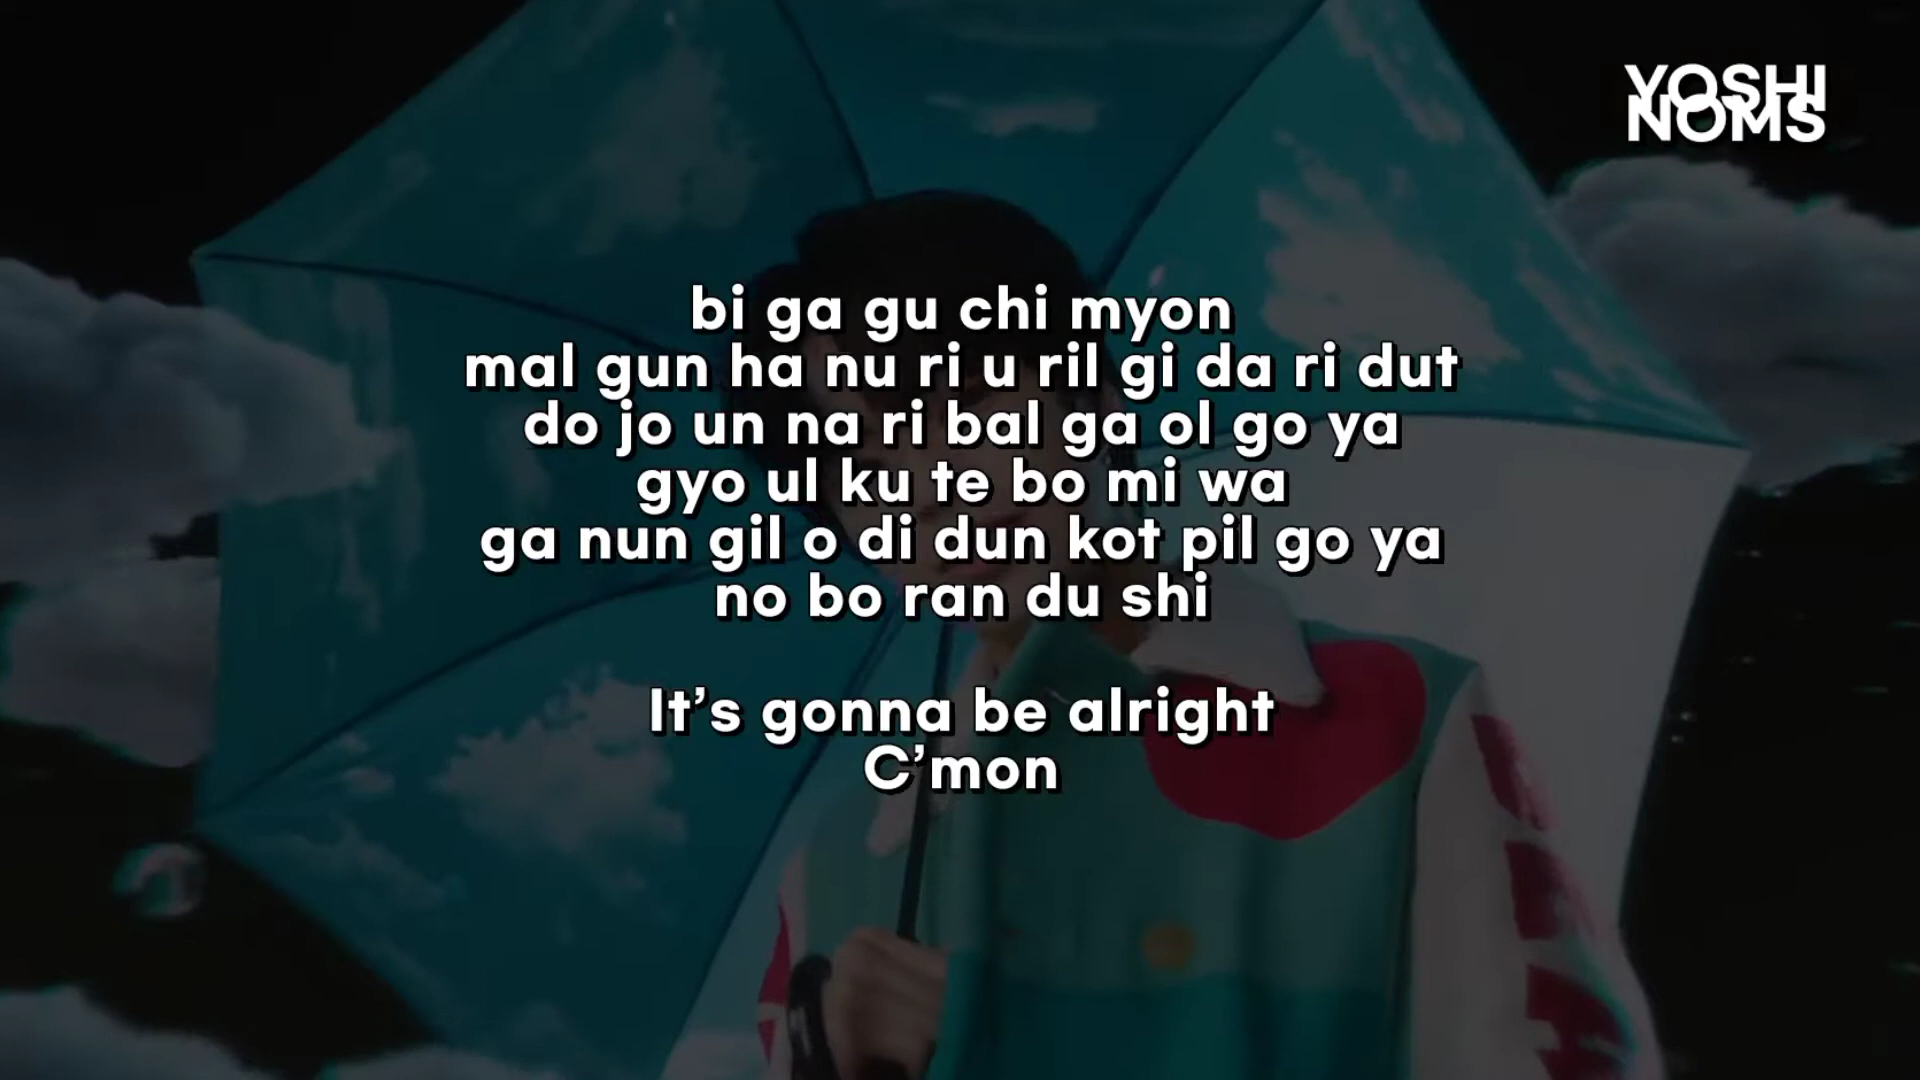 YOSHI
NOMS
bi ga gu chi myon
mal gun ha nu ri u ril gi da ri dut
do jo un na ri bal ga ol go ya
gyo ul ku te bo mi wa
ga nun gil o di dun kot pil go ya
no bo ran du shi
It's gonna be alright
C'mon